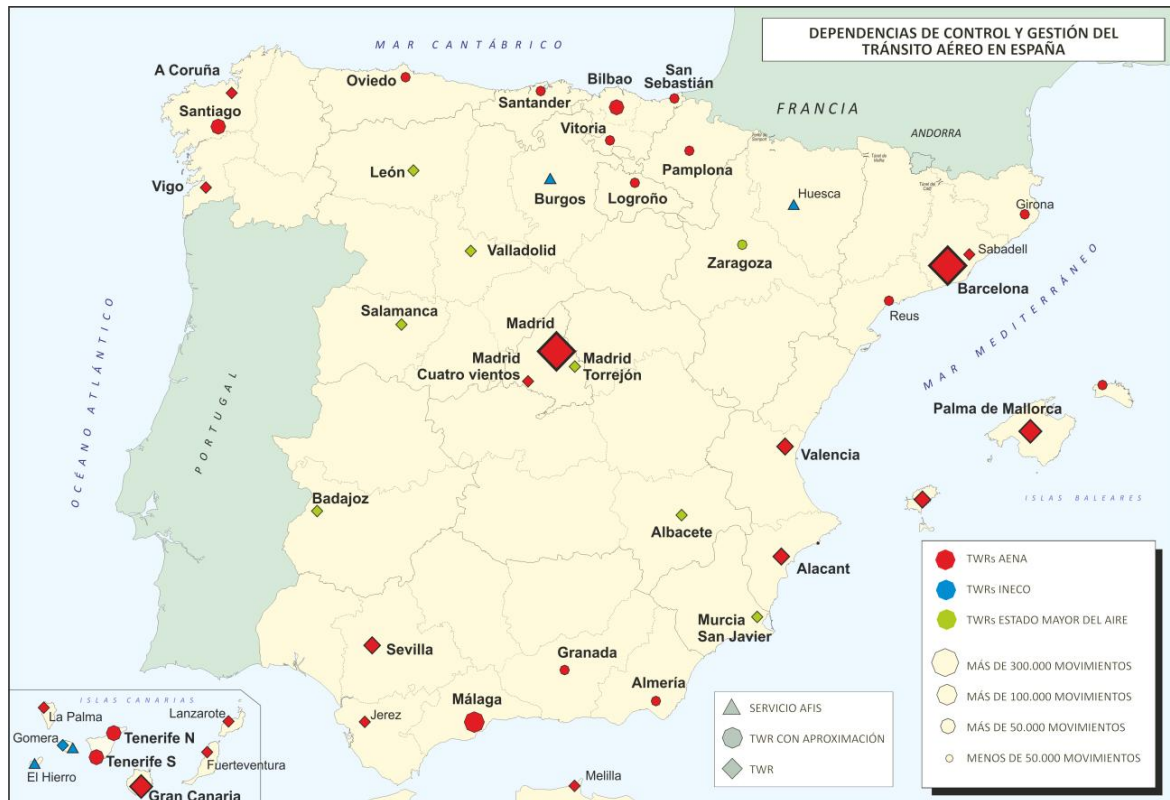 DEPENDENCIAS DE CONTROL Y GESTIÓN DEL
TRÁNSITO AÉREO EN ESPAÑA
MAR CANTÁBRICO
A Coruña
Oviedo
Santander
Bilbao
San
Sebastián
FRANCIA
ANDORRA
Santiago
Vitoria
León
Pamplona
Vigo
Burgos
Logroño
Huesca
Girona
Valladolid
Zaragoza
Sabadell
Barcelona
Reus
Salamanca
Madrid
Madrid
Cuatro vientos
Madrid
Torrejón
MAR MEDITERRÁNEO
OCÉANO ATLÁNTICO
PORTUGAL
Palma de Mallorca
Valencia
ISLAS BALEARES
Badajoz
Albacete
Alacant
Murcia
San Javier
Sevilla
Granada
Almería
Málaga
Jerez
Melilla
ISLAS CANARIAS
La Palma
Lanzarote
Gomera
Tenerife N
Tenerife S
El Hierro
Fuerteventura
Gran Canaria
SERVICIO AFIS
TWR CON APROXIMACIÓN
TWR
TWRs AENA
TWRs INECO
TWRs ESTADO MAYOR DEL AIRE
MÁS DE 300.000 MOVIMIENTOS
MÁS DE 100.000 MOVIMIENTOS
MÁS DE 50.000 MOVIMIENTOS
MENOS DE 50.000 MOVIMIENTOS